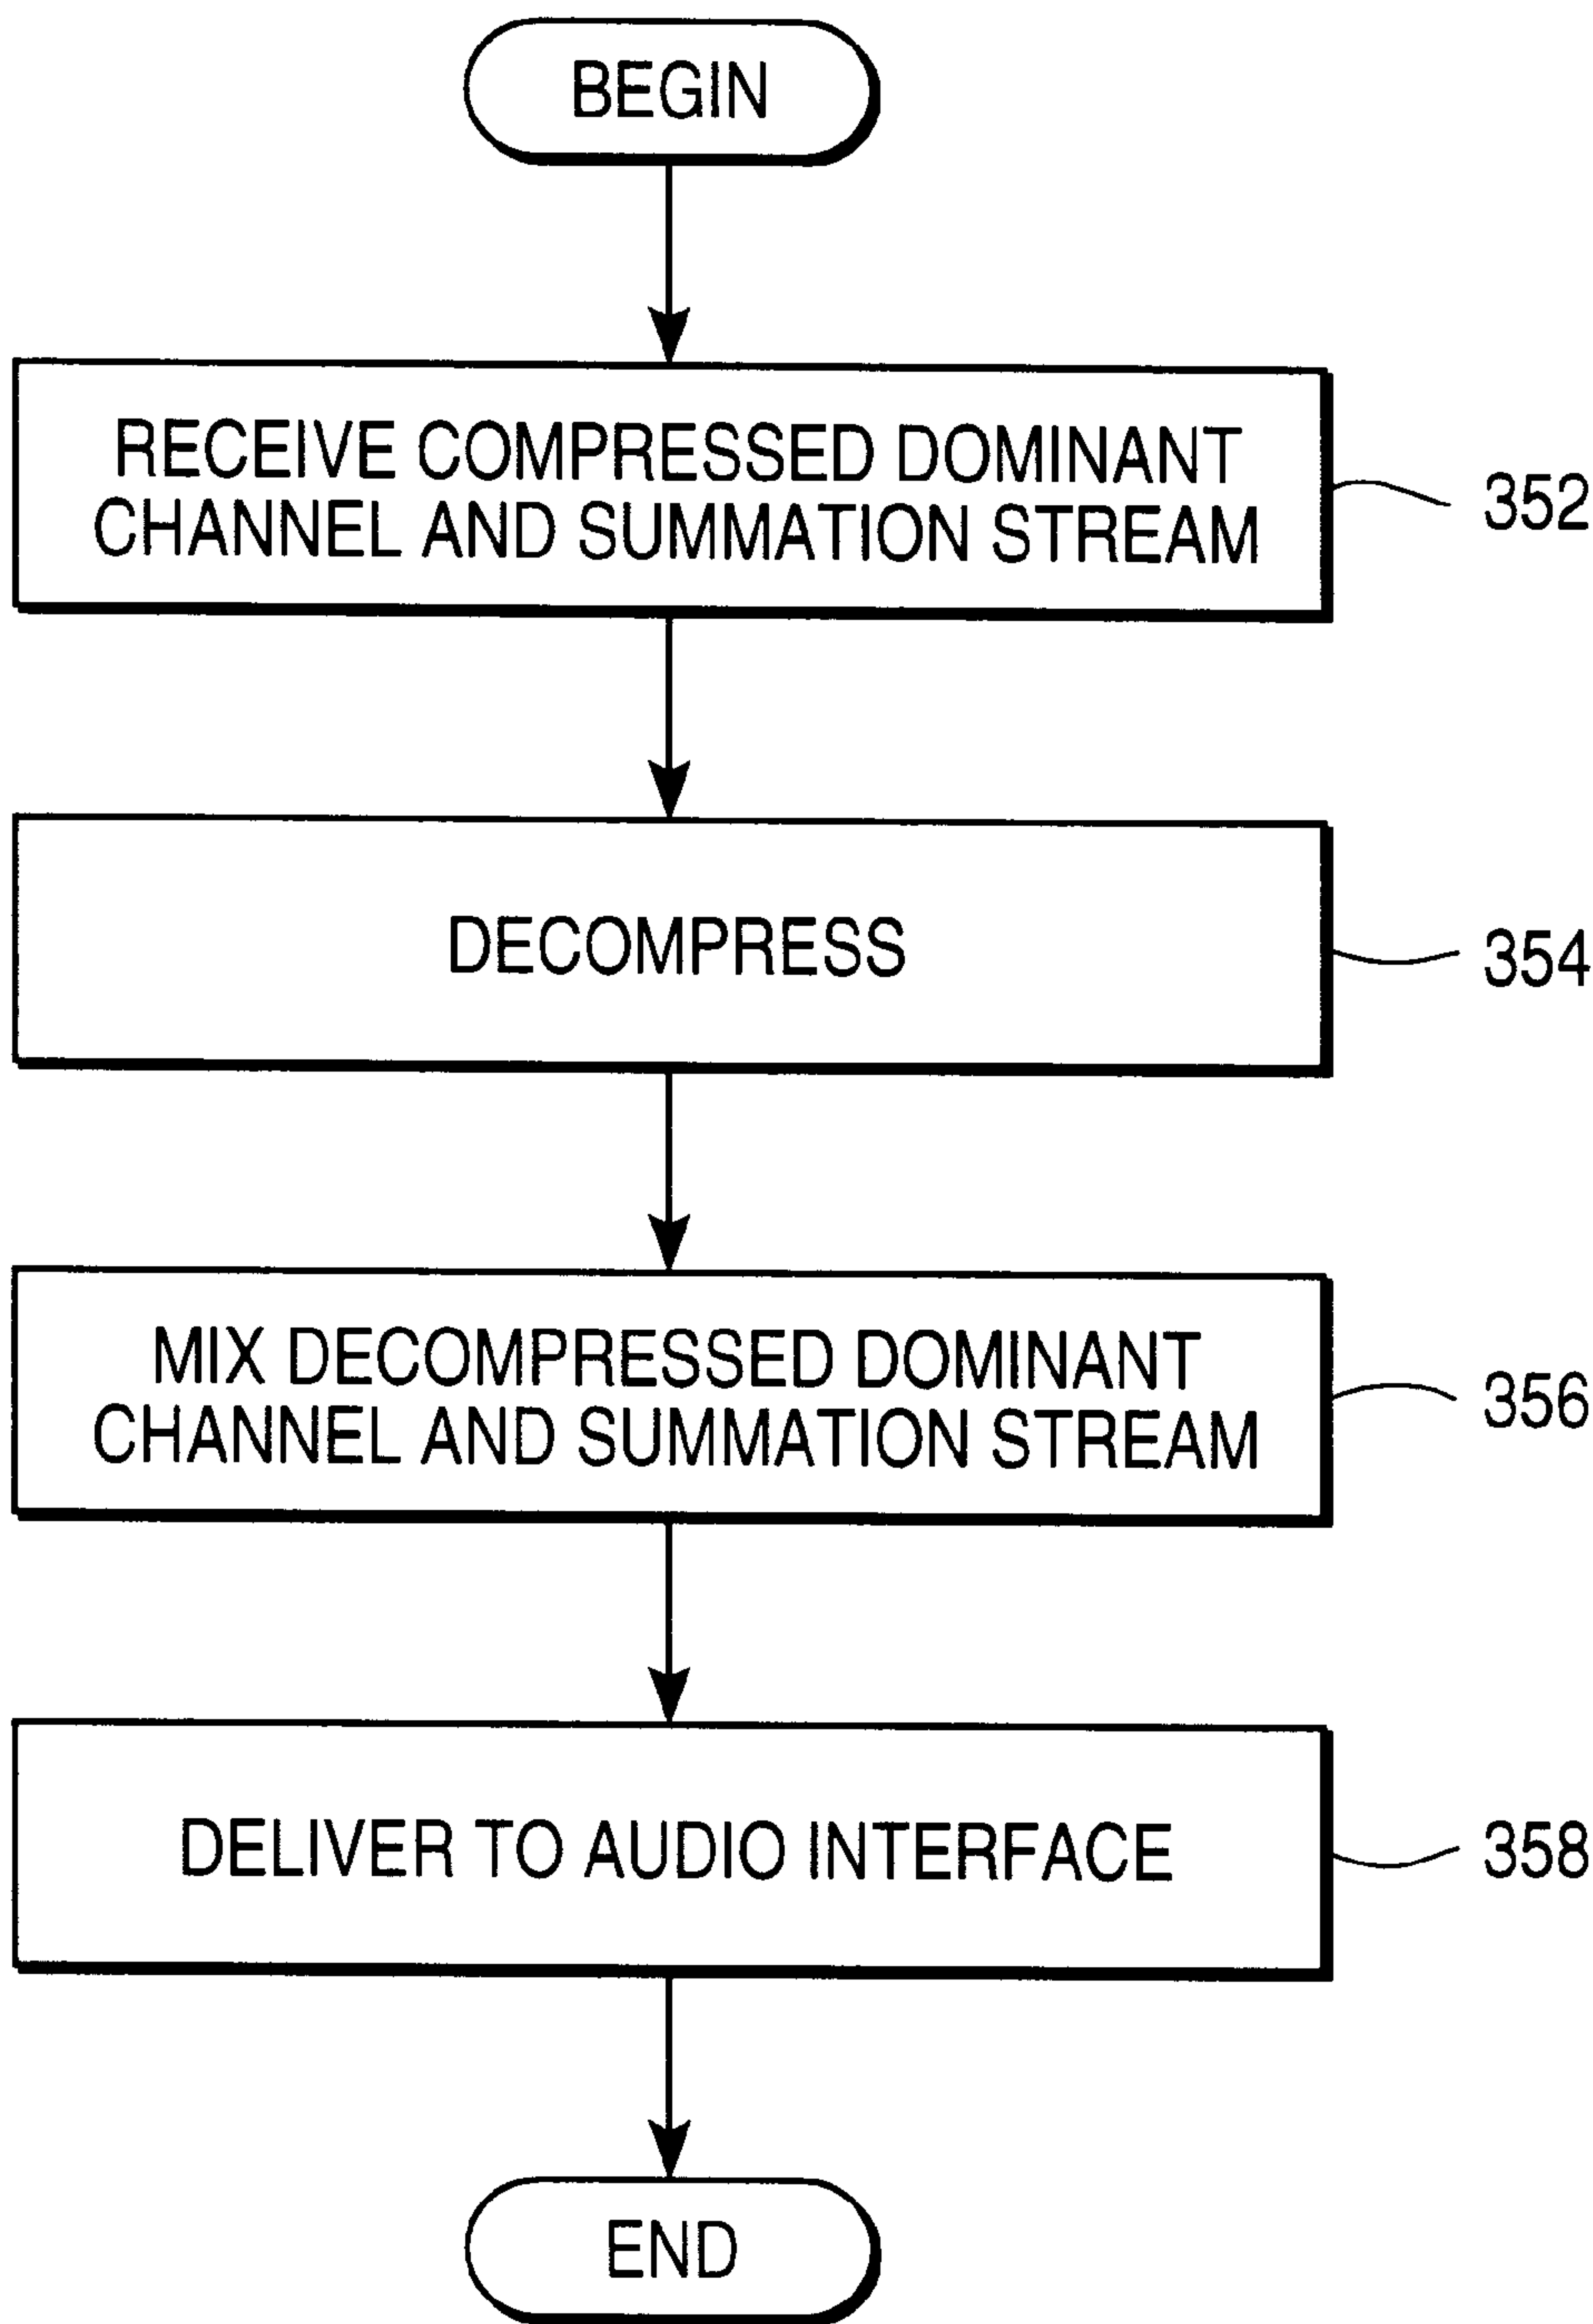 BEGIN
RECEIVE COMPRESSED DOMINANT
CHANNEL AND SUMMATION STREAM
352
DECOMPRESS
354
MIX DECOMPRESSED DOMINANT
CHANNEL AND SUMMATION STREAM
356
DELIVER TO AUDIO INTERFACE
358
END